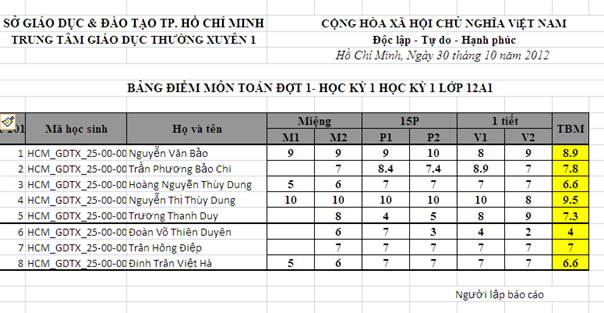 SỞ GIÁO DỤC & ĐÀO TẠO TP. HỒ CHÍ MINH CỘNG HÒA XÃ HỘI CHỦ NGHĨA VIỆT NAM
TRUNG TÂM GIÁO DỤC THƯỜNG XUYÊN 1 Độc lập - Tự do - Hạnh phúc
Hồ Chí Minh, Ngày 30 tháng 10 năm 2012
BẢNG ĐIỂM MÔN TOÁN ĐỢT 1- HỌC KỲ 1 HỌC KỲ 1 LỚP 12A1
Mã học sinh Họ và tên Miệng 15P 1 tiết TBM
M1 M2 P1 P2 V1 V2
1 HCM_GDTX_25-00-00 Nguyễn Văn Bảo 9 9 9 10 8 9 8.9
2 HCM_GDTX_25-00-00 Trần Phương Bảo Chi 7 8.4 7.4 8.9 7 7.8
3 HCM_GDTX_25-00-00 Hoàng Nguyễn Thùy Dung 5 6 7 7 7 7 6.6
4 HCM_GDTX_25-00-00 Nguyễn Thị Thùy Dung 10 10 10 10 10 8 9.5
5 HCM_GDTX_25-00-00 Trương Thanh Duy 8 4 5 8 9 7.3
6 HCM_GDTX_25-00-00 Đoàn Võ Thiên Duyên 6 7 3 4 2 4
7 HCM_GDTX_25-00-00 Trần Hồng Điệp 7 7 7 7 7 7
8 HCM_GDTX_25-00-00 Đinh Trần Việt Hà 5 6 7 7 7 7 6.6
Người lập báo cáo